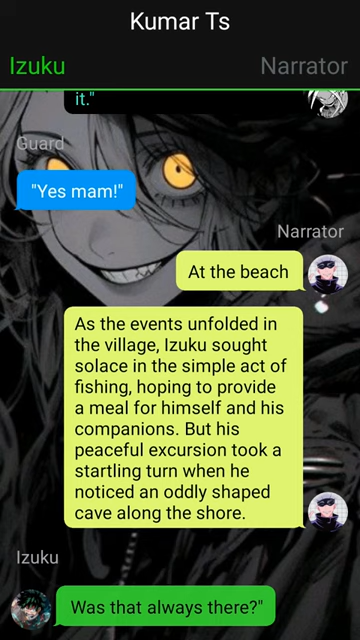 Kumar Ts
Izuku
Narrator
it."
Guard
"Yes mam!"
Narrator
At the beach
As the events unfolded in
the village, Izuku sought
solace in the simple act of
fishing, hoping to provide
a meal for himself and his
companions. But his
peaceful excursion took a
startling turn when he
noticed an oddly shaped
cave along the shore.
Izuku
Was that always there?"